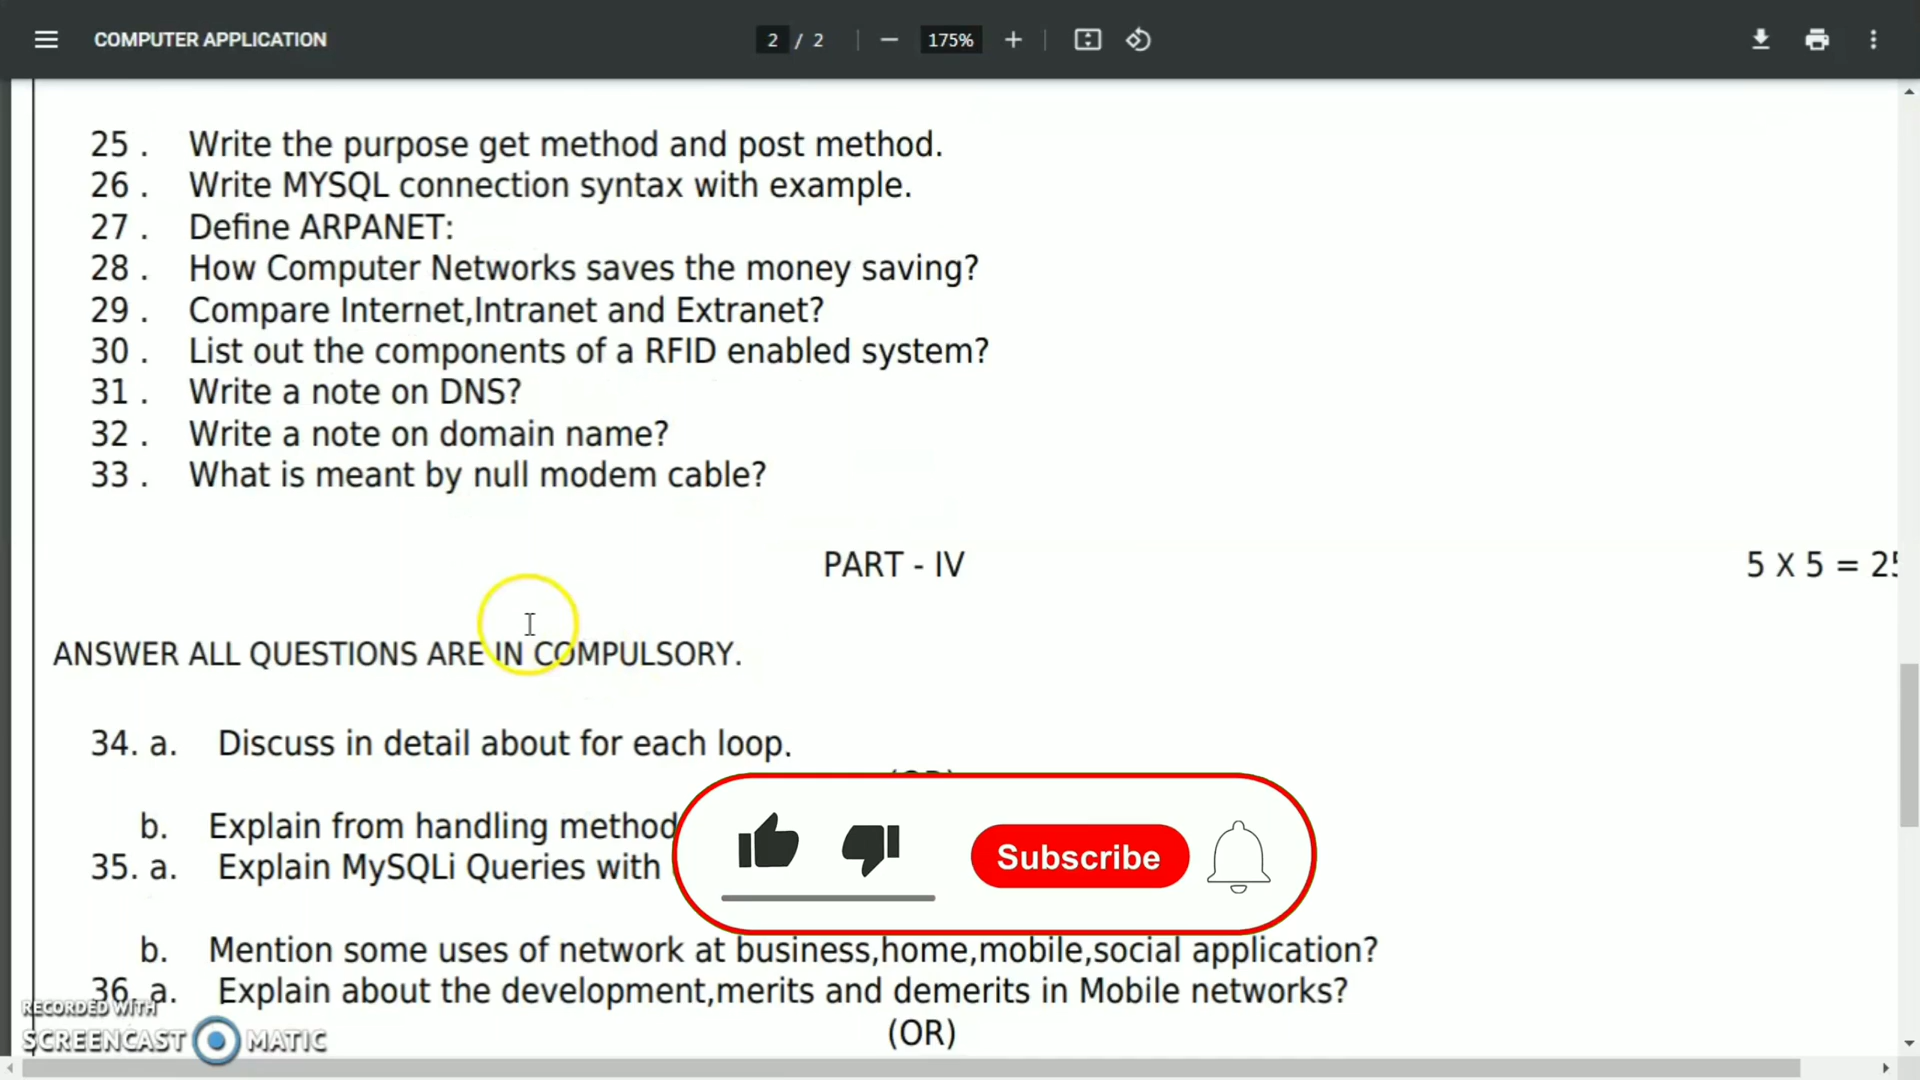 COMPUTER APPLICATION 2 / 2 175%
25 . Write the purpose get method and post method.
26 . Write MYSQL connection syntax with example.
27 . Define ARPANET:
28 . How Computer Networks saves the money saving?
29 . Compare Internet,Intranet and Extranet?
30 . List out the components of a RFID enabled system?
31 . Write a note on DNS?
32 . Write a note on domain name?
33 . What is meant by null modem cable?
PART - IV 5 X 5 = 25
ANSWER ALL QUESTIONS ARE IN COMPULSORY.
34. a. Discuss in detail about for each loop.
(OR)
b. Explain from handling method
35. a. Explain MySQLi Queries with
Subscribe
b. Mention some uses of network at business,home,mobile,social application?
36. a. Explain about the development,merits and demerits in Mobile networks?
(OR)
RECORDED WITH
SCREENCAST MATIC